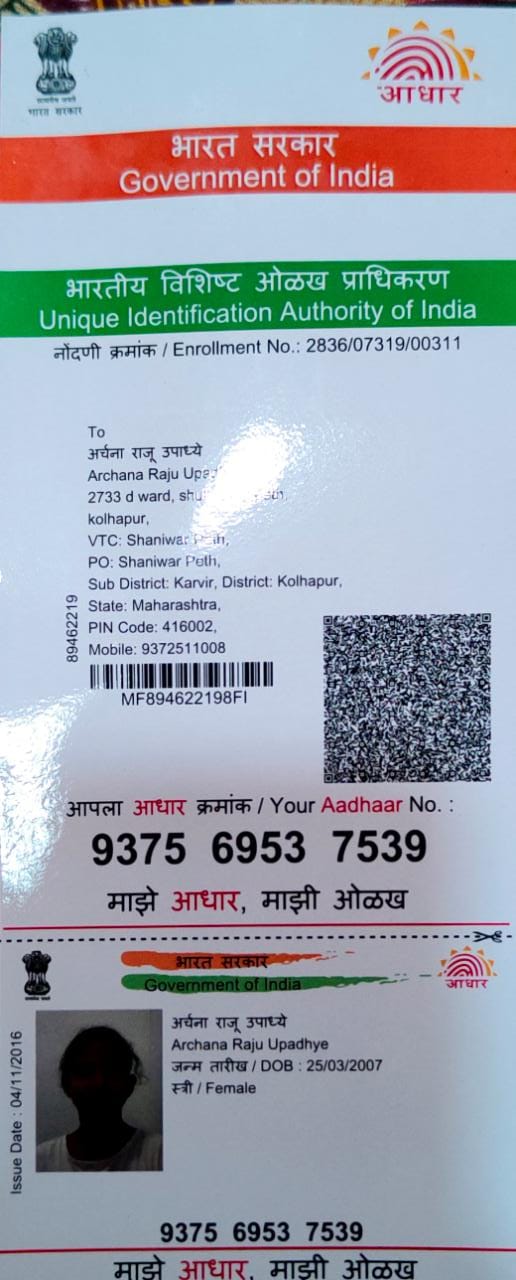 सत्यमेव जयते
भारत सरकार
आधार
भारत सरकार
Government of India
भारतीय विशिष्ट ओळख प्राधिकरण
Unique Identification Authority of India
नोंदणी क्रमांक / Enrollment No.: 2836/07319/00311
To
अर्चना राजू उपाध्ये
Archana Raju
2733 d ward,
kolhapur,
VTC: Shaniwar
PO: Shaniwar Peth,
Sub District: Karvir, District: Kolhapur,
State: Maharashtra,
PIN Code: 416002,
Mobile: 9372511008
89462219
MF894622198FI
आपला आधार क्रमांक / Your Aadhaar No. :
9375 6953 7539
माझे आधार, माझी ओळख
भारत सरकार
Government of India
आधार
अर्चना राजू उपाध्ये
Archana Raju Upadhye
जन्म तारीख / DOB : 25/03/2007
स्त्री / Female
Issue Date : 04/11/2016
9375 6953 7539
माझे आधार, माझी ओळख